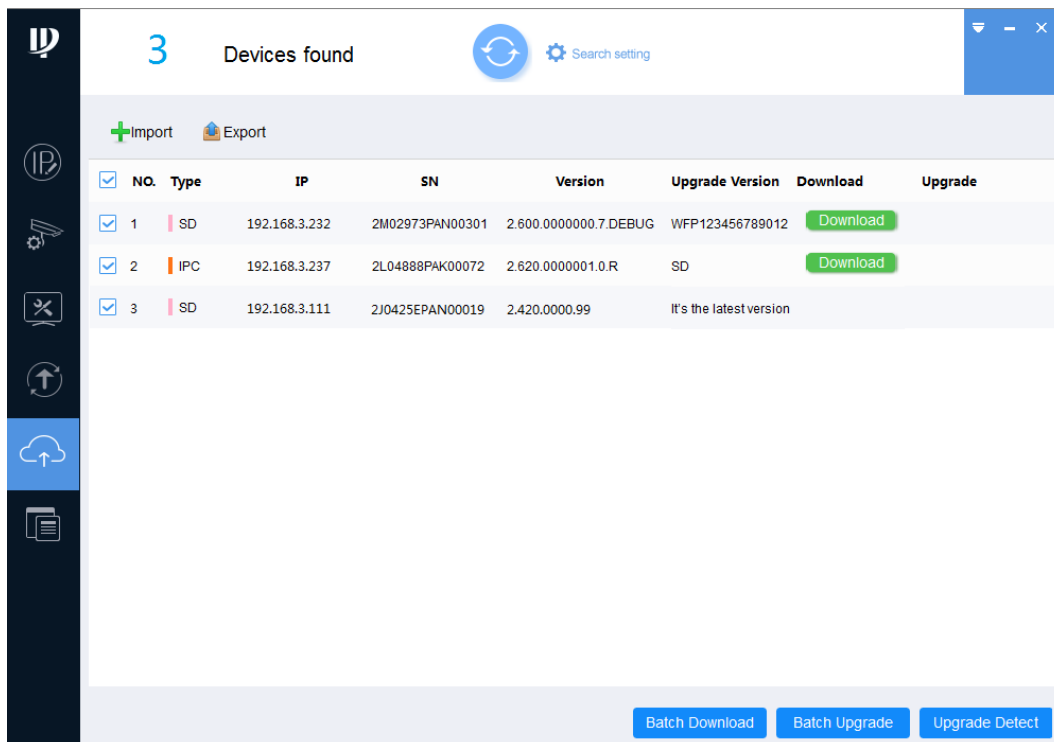 3 Devices found Search setting
Import Export
NO. Type IP SN Version Upgrade Version Download Upgrade
1 SD 192.168.3.232 2M02973PAN00301 2.600.0000000.7.DEBUG WFP123456789012 Download
2 IPC 192.168.3.237 2L04888PAK00072 2.620.0000001.0.R SD Download
3 SD 192.168.3.111 2J0425EPAN00019 2.420.0000.99 It's the latest version
Batch Download Batch Upgrade Upgrade Detect